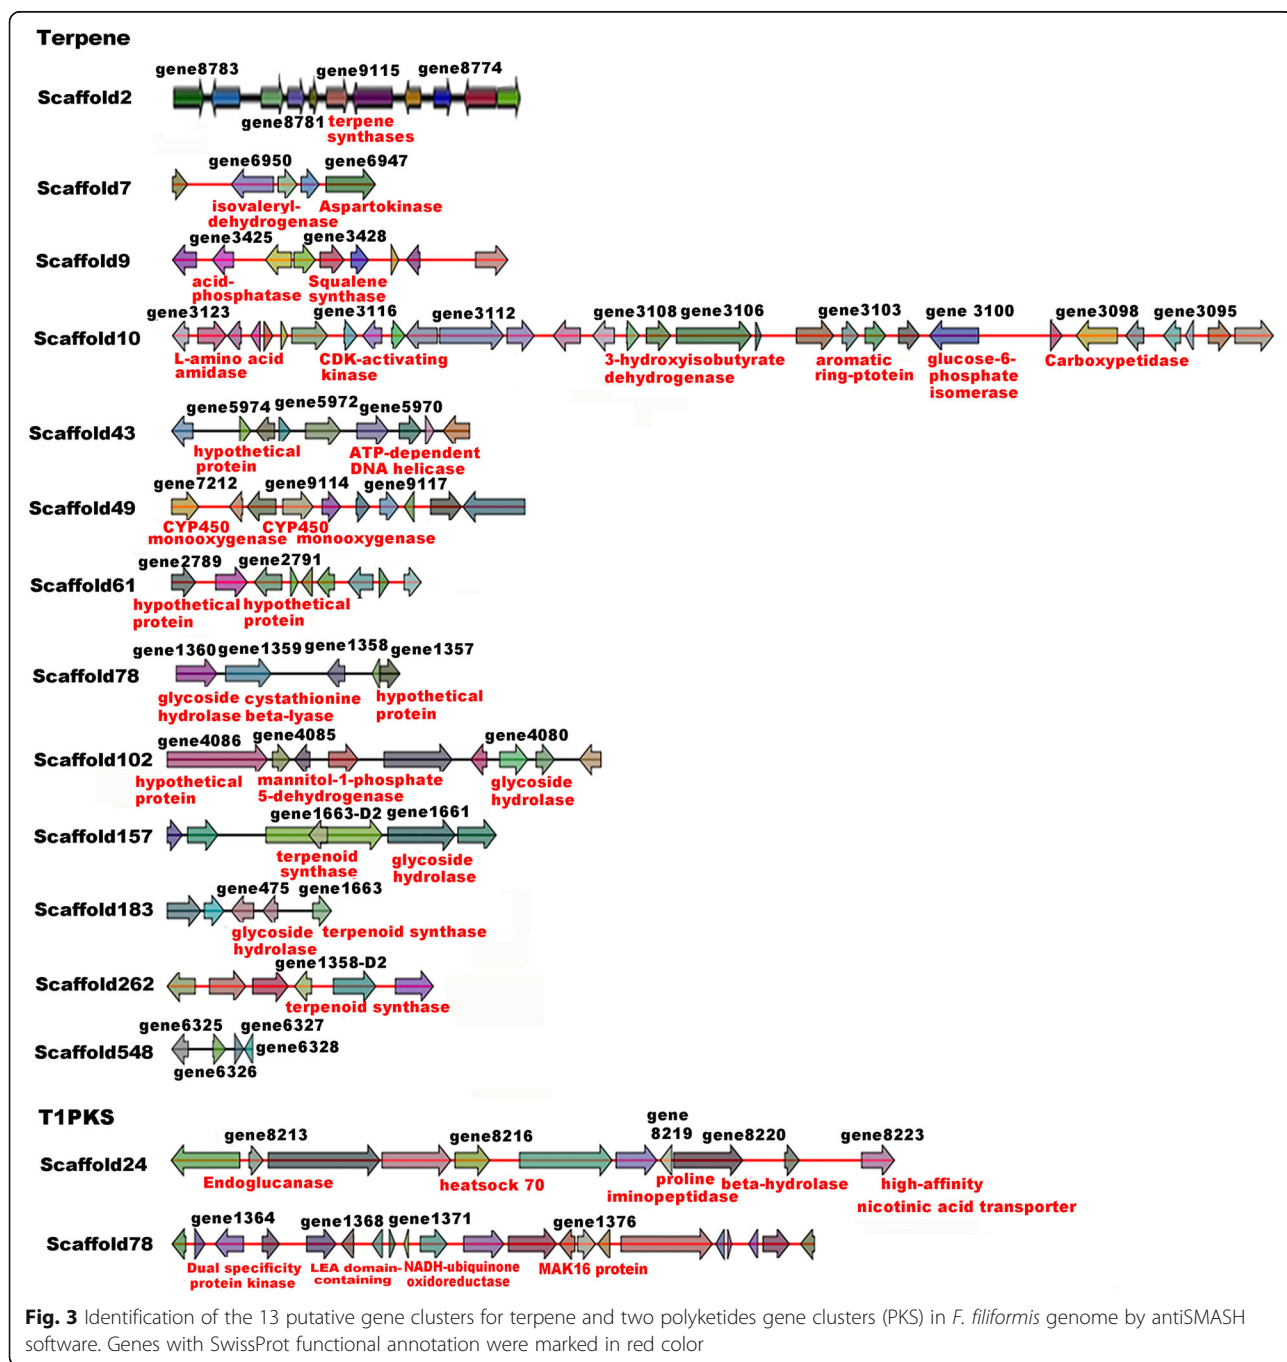 Terpene
gene8783 gene9115 gene8774
Scaffold2
gene8781 terpene
synthases
gene6950 gene6947
Scaffold7
isovaleryl- Aspartokinase
dehydrogenase
gene3425 gene3428
Scaffold9
acid- Squalene
phosphatase synthase
gene3123 gene3116 gene3112 gene3108 gene3106 gene3103 gene 3100 gene3098 gene3095
Scaffold10
L-amino acid CDK-activating 3-hydroxyisobutyrate aromatic glucose-6- Carboxypetidase
amidase kinase dehydrogenase ring-ptotein phosphate
isomerase
gene5974 gene5972 gene5970
Scaffold43
hypothetical ATP-dependent
protein DNA helicase
gene7212 gene9114 gene9117
Scaffold49
CYP450 CYP450
monooxygenase monooxygenase
gene2789 gene2791
Scaffold61
hypothetical hypothetical
protein protein
gene1360 gene1359 gene1358 gene1357
Scaffold78
glycoside cystathionine hypothetical
hydrolase beta-lyase protein
gene4086 gene4085 gene4080
Scaffold102
hypothetical mannitol-1-phosphate glycoside
protein 5-dehydrogenase hydrolase
gene1663-D2 gene1661
Scaffold157
terpenoid glycoside
synthase hydrolase
gene475 gene1663
Scaffold183
glycoside terpenoid synthase
hydrolase
gene1358-D2
Scaffold262
terpenoid synthase
gene6325 gene6327
Scaffold548 gene6328
gene6326
T1PKS
gene8213 gene8216 gene 8219 gene8220 gene8223
Scaffold24
Endoglucanase heatsock 70 proline iminopeptidase beta-hydrolase high-affinity
nicotinic acid transporter
gene1364 gene1368 gene1371 gene1376
Scaffold78
Dual specificity LEA domain- NADH-ubiquinone MAK16 protein
protein kinase containing oxidoreductase
Fig. 3 Identification of the 13 putative gene clusters for terpene and two polyketides gene clusters (PKS) in F. filiformis genome by antiSMASH
software. Genes with SwissProt functional annotation were marked in red color